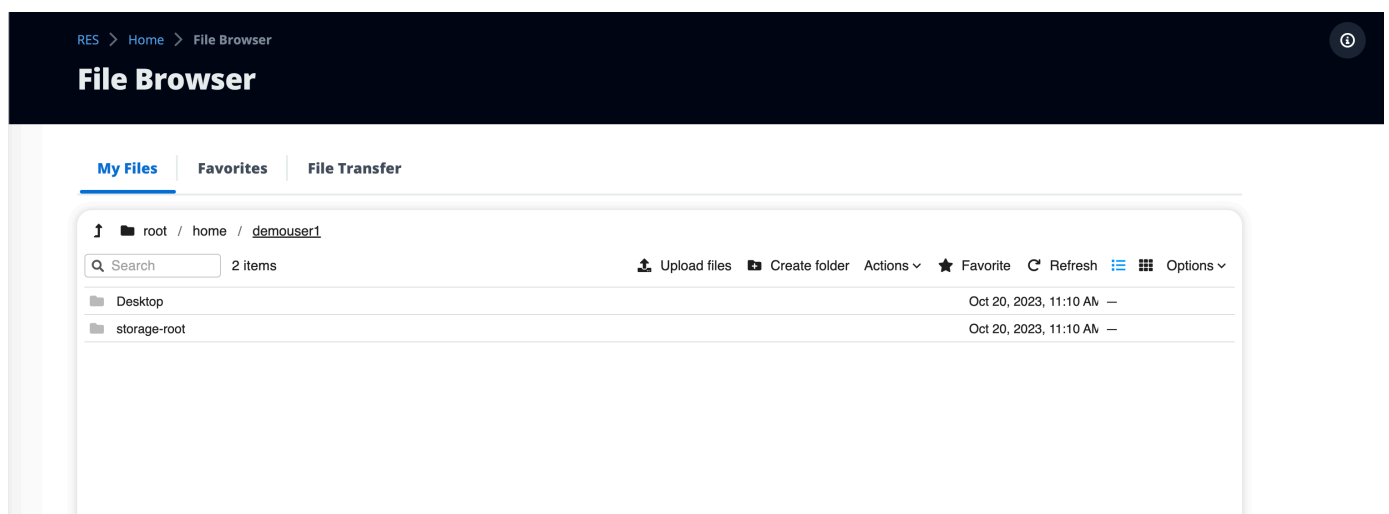 RES > Home > File Browser
File Browser
My Files Favorites File Transfer
root / home / demouser1
Search 2 items Upload files Create folder Actions Favorite Refresh Options
Desktop Oct 20, 2023, 11:10 AM —
storage-root Oct 20, 2023, 11:10 AM —